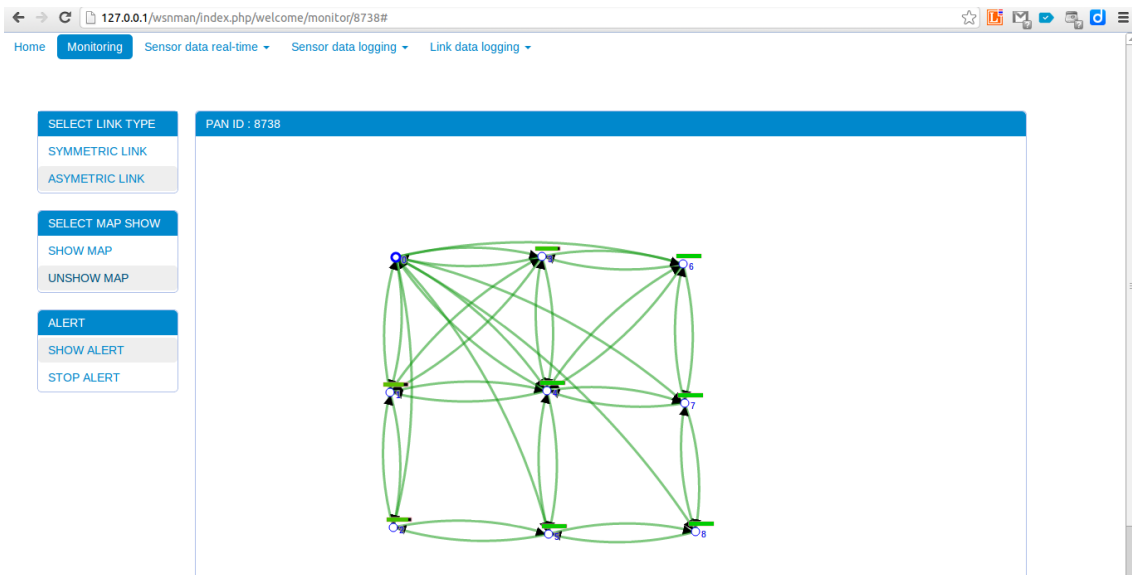 127.0.0.1/wsnman/index.php/welcome/monitor/8738#
Home Monitoring Sensor data real-time Sensor data logging Link data logging
SELECT LINK TYPE
SYMMETRIC LINK
ASYMETRIC LINK
SELECT MAP SHOW
SHOW MAP
UNSHOW MAP
ALERT
SHOW ALERT
STOP ALERT
PAN ID : 8738
6
7
8